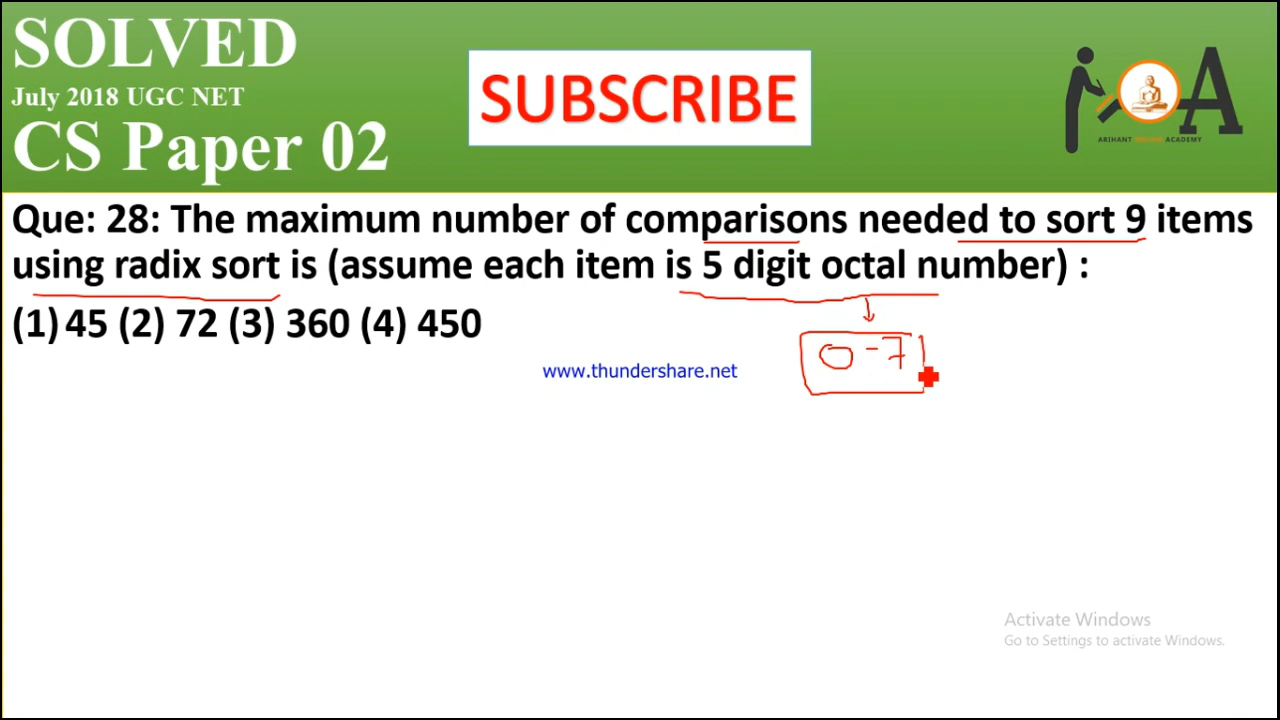 SOLVED
July 2018 UGC NET
CS Paper 02
SUBSCRIBE
A
ARIHANT ONLINE ACADEMY
Que: 28: The maximum number of comparisons needed to sort 9 items
using radix sort is (assume each item is 5 digit octal number) :
(1) 45 (2) 72 (3) 360 (4) 450
0-7
www.thundershare.net
Activate Windows
Go to Settings to activate Windows.